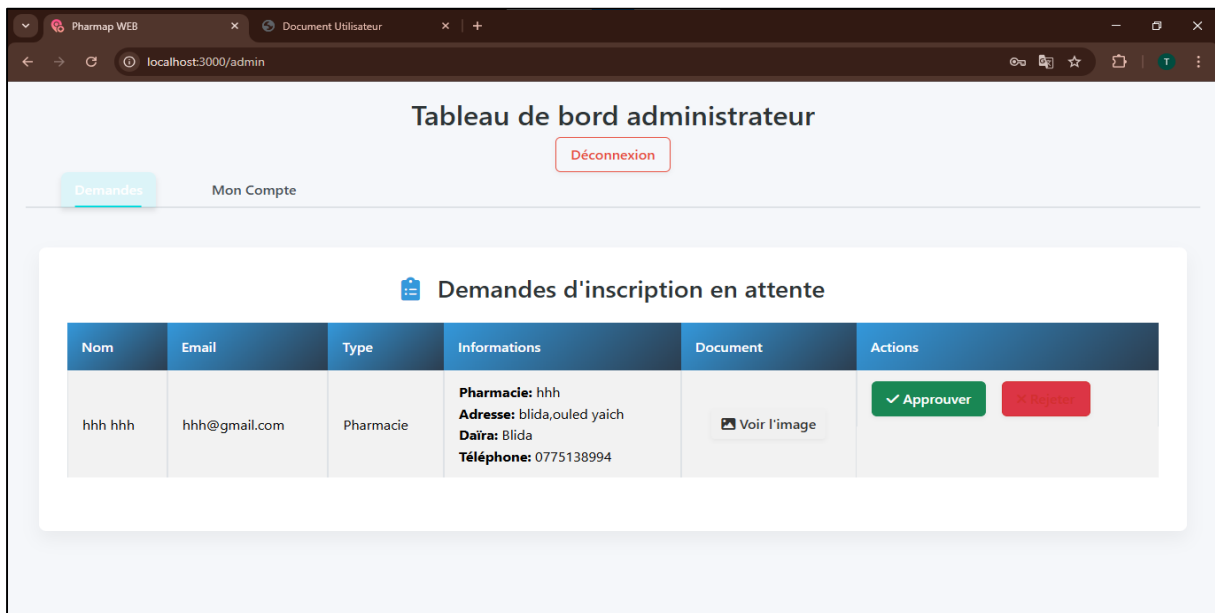 Pharmap WEB
Document Utilisateur
localhost:3000/admin
T
Tableau de bord administrateur
Déconnexion
Demandes
Mon Compte
Demandes d'inscription en attente
Nom Email Type Informations Document Actions
hhh hhh
hhh@gmail.com
Pharmacie
Pharmacie: hhh
Adresse: blida,ouled yaich
Daïra: Blida
Téléphone: 0775138994
Voir l'image
Approuver
Rejeter